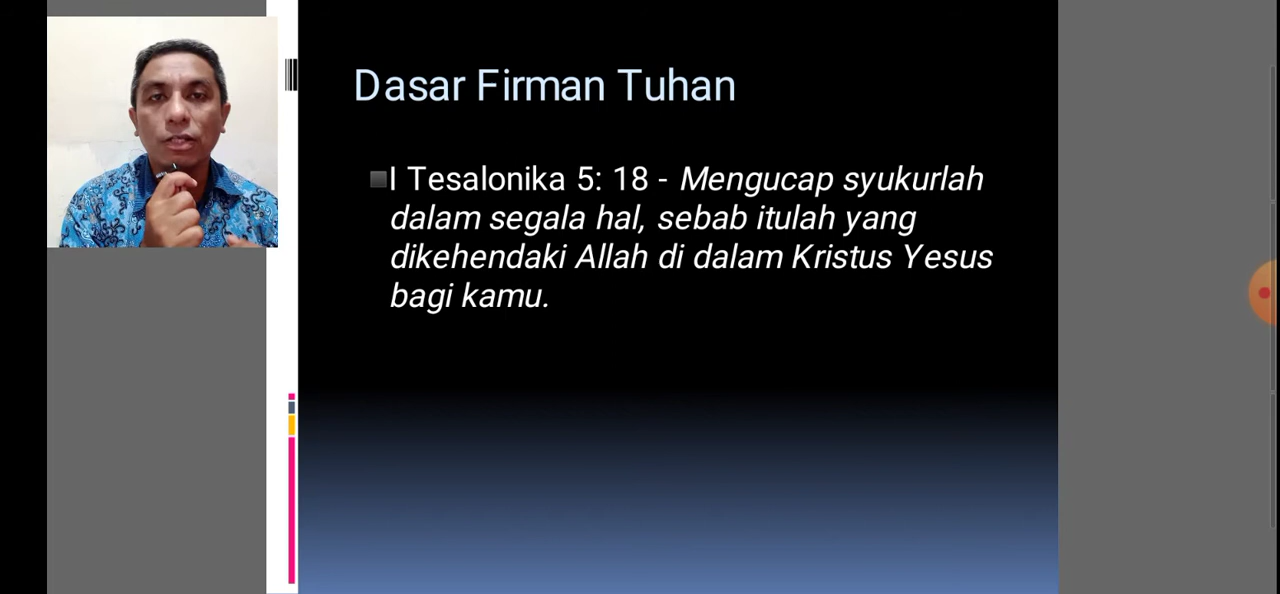 Dasar Firman Tuhan
I Tesalonika 5: 18 - Mengucap syukurlah
dalam segala hal, sebab itulah yang
dikehendaki Allah di dalam Kristus Yesus
bagi kamu.